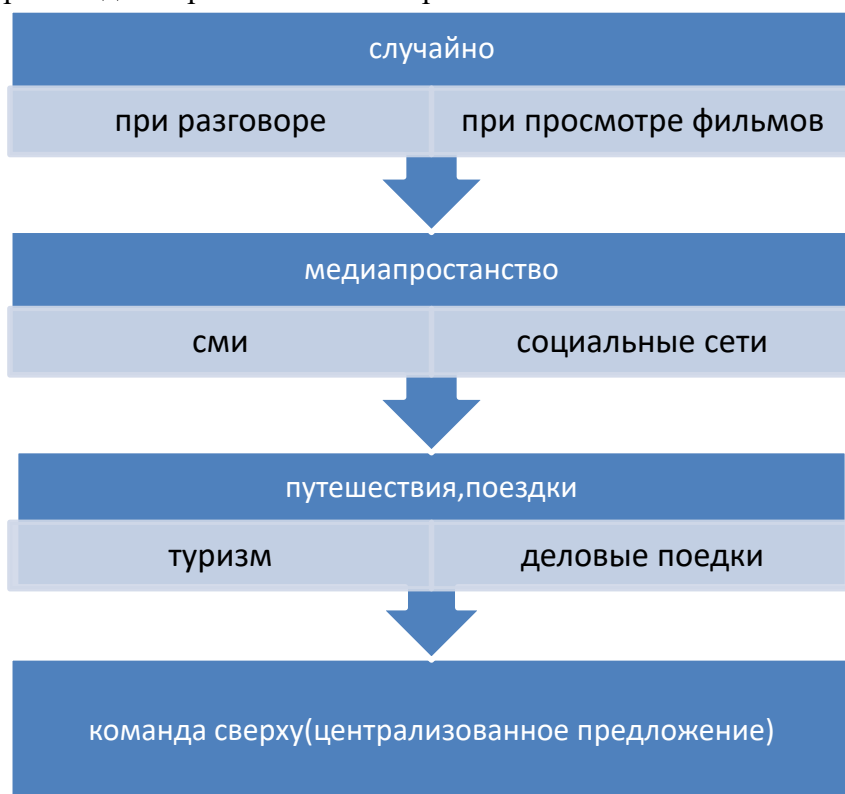 случайно
при разговоре при просмотре фильмов
медиапростанство
сми социальные сети
путешествия,поездки
туризм деловые поедки
команда сверху(централизованное предложение)